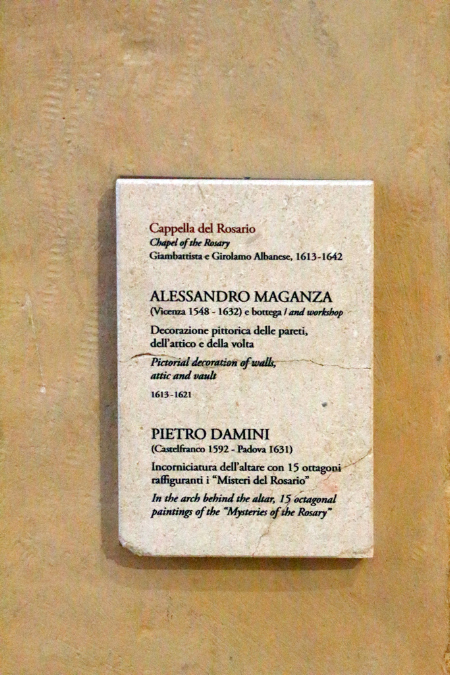 Cappella del Rosario
Chapel of the Rosary
Giambattista e Girolamo Albanese, 1613-1642
ALESSANDRO MAGANZA
(Vicenza 1548 - 1632) e bottega / and workshop
Decorazione pittorica delle pareti,
dell'attico e della volta
Pictorial decoration of walls,
attic and vault
1613-1621
PIETRO DAMINI
(Castelfranco 1592 - Padova 1631)
Incorniciatura dell'altare con 15 ottagoni
raffiguranti i "Misteri del Rosario"
In the arch behind the altar, 15 octagonal
paintings of the "Mysteries of the Rosary"